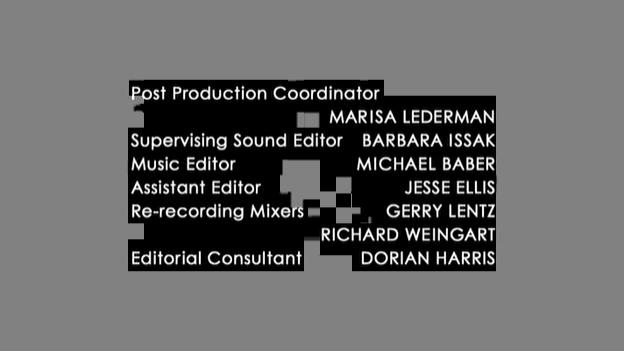 Post Production Coordinator
MARISA LEDERMAN
Supervising Sound Editor BARBARA ISSAK
Music Editor MICHAEL BABER
Assistant Editor JESSE ELLIS
Re-recording Mixers GERRY LENTZ
RICHARD WEINGART
Editorial Consultant DORIAN HARRIS